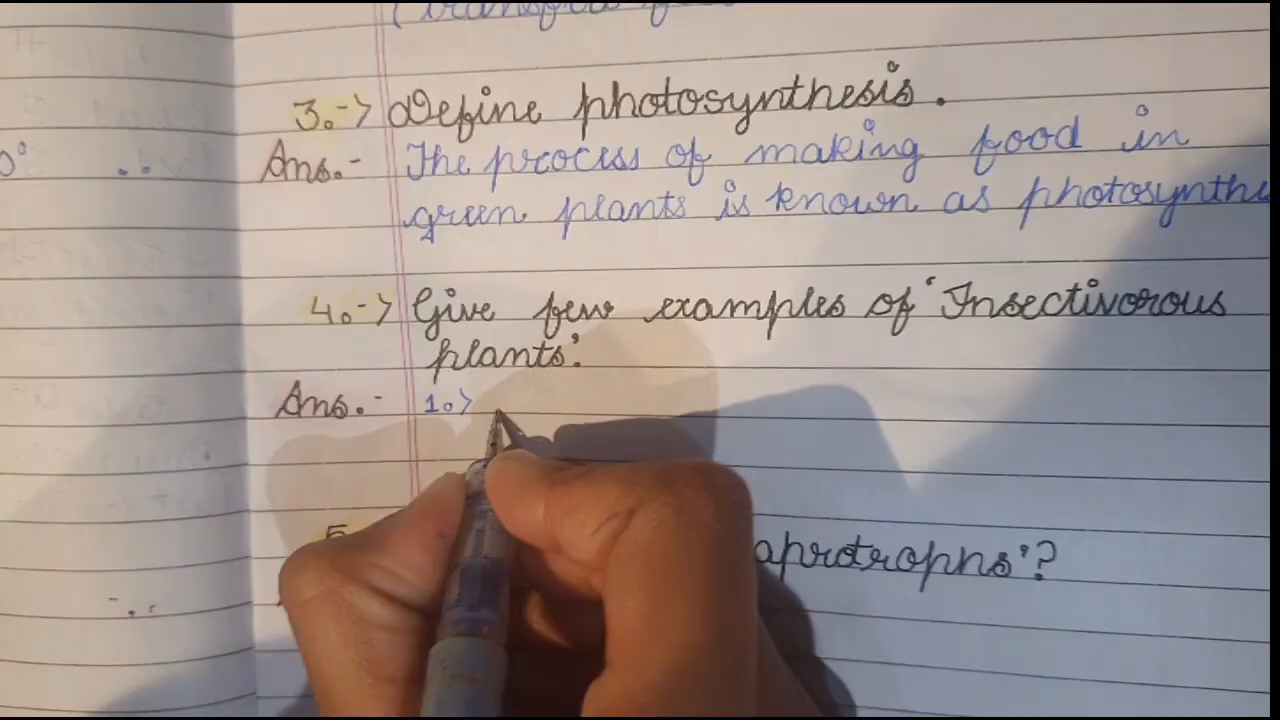 3.-> Define photosynthesis.
Ans.- The process of making food in
green plants is known as photosynthe
4.-> Give few examples of 'Insectivorous
plants'.
Ans.- 1.>
5
aprotrophs'?